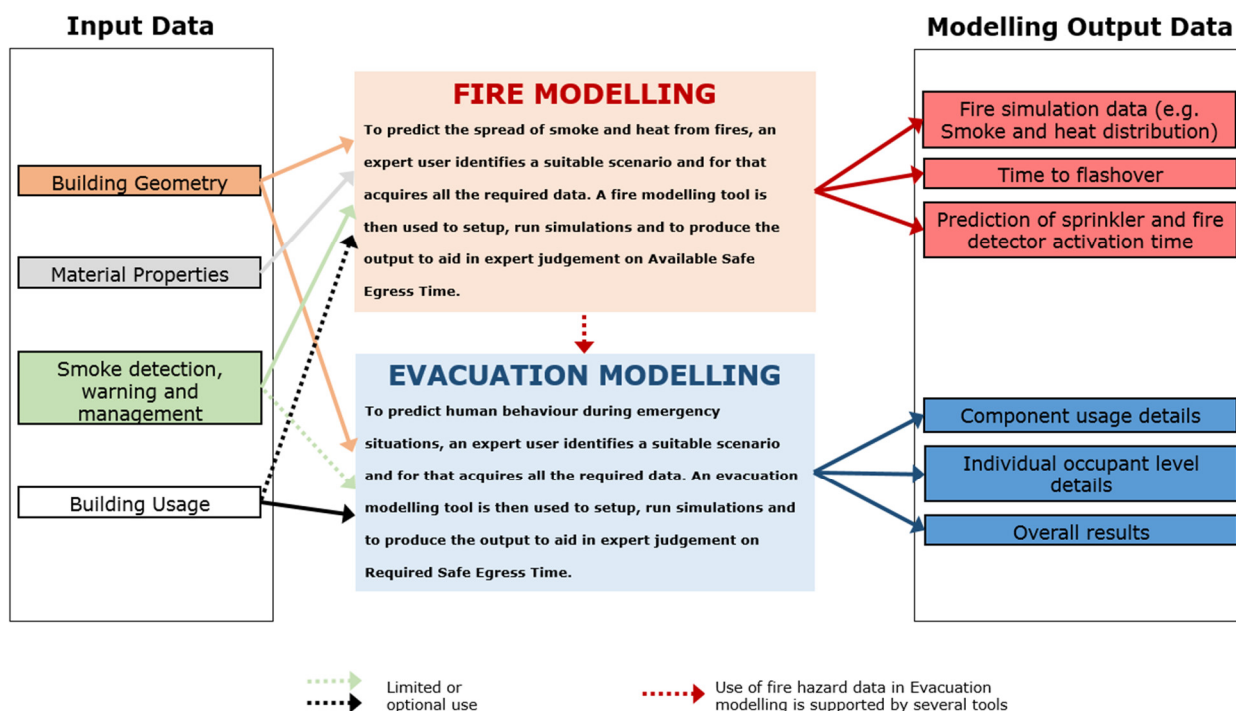 Input Data
Building Geometry
Material Properties
Smoke detection,
warning and
management
Building Usage
FIRE MODELLING
To predict the spread of smoke and heat from fires, an
expert user identifies a suitable scenario and for that
acquires all the required data. A fire modelling tool is
then used to setup, run simulations and to produce the
output to aid in expert judgement on Available Safe
Egress Time.
EVACUATION MODELLING
To predict human behaviour during emergency
situations, an expert user identifies a suitable scenario
and for that acquires all the required data. An evacuation
modelling tool is then used to setup, run simulations and
to produce the output to aid in expert judgement on
Required Safe Egress Time.
Modelling Output Data
Fire simulation data (e.g.
Smoke and heat distribution)
Time to flashover
Prediction of sprinkler and fire
detector activation time
Component usage details
Individual occupant level
details
Overall results
Limited or
optional use
Use of fire hazard data in Evacuation
modelling is supported by several tools